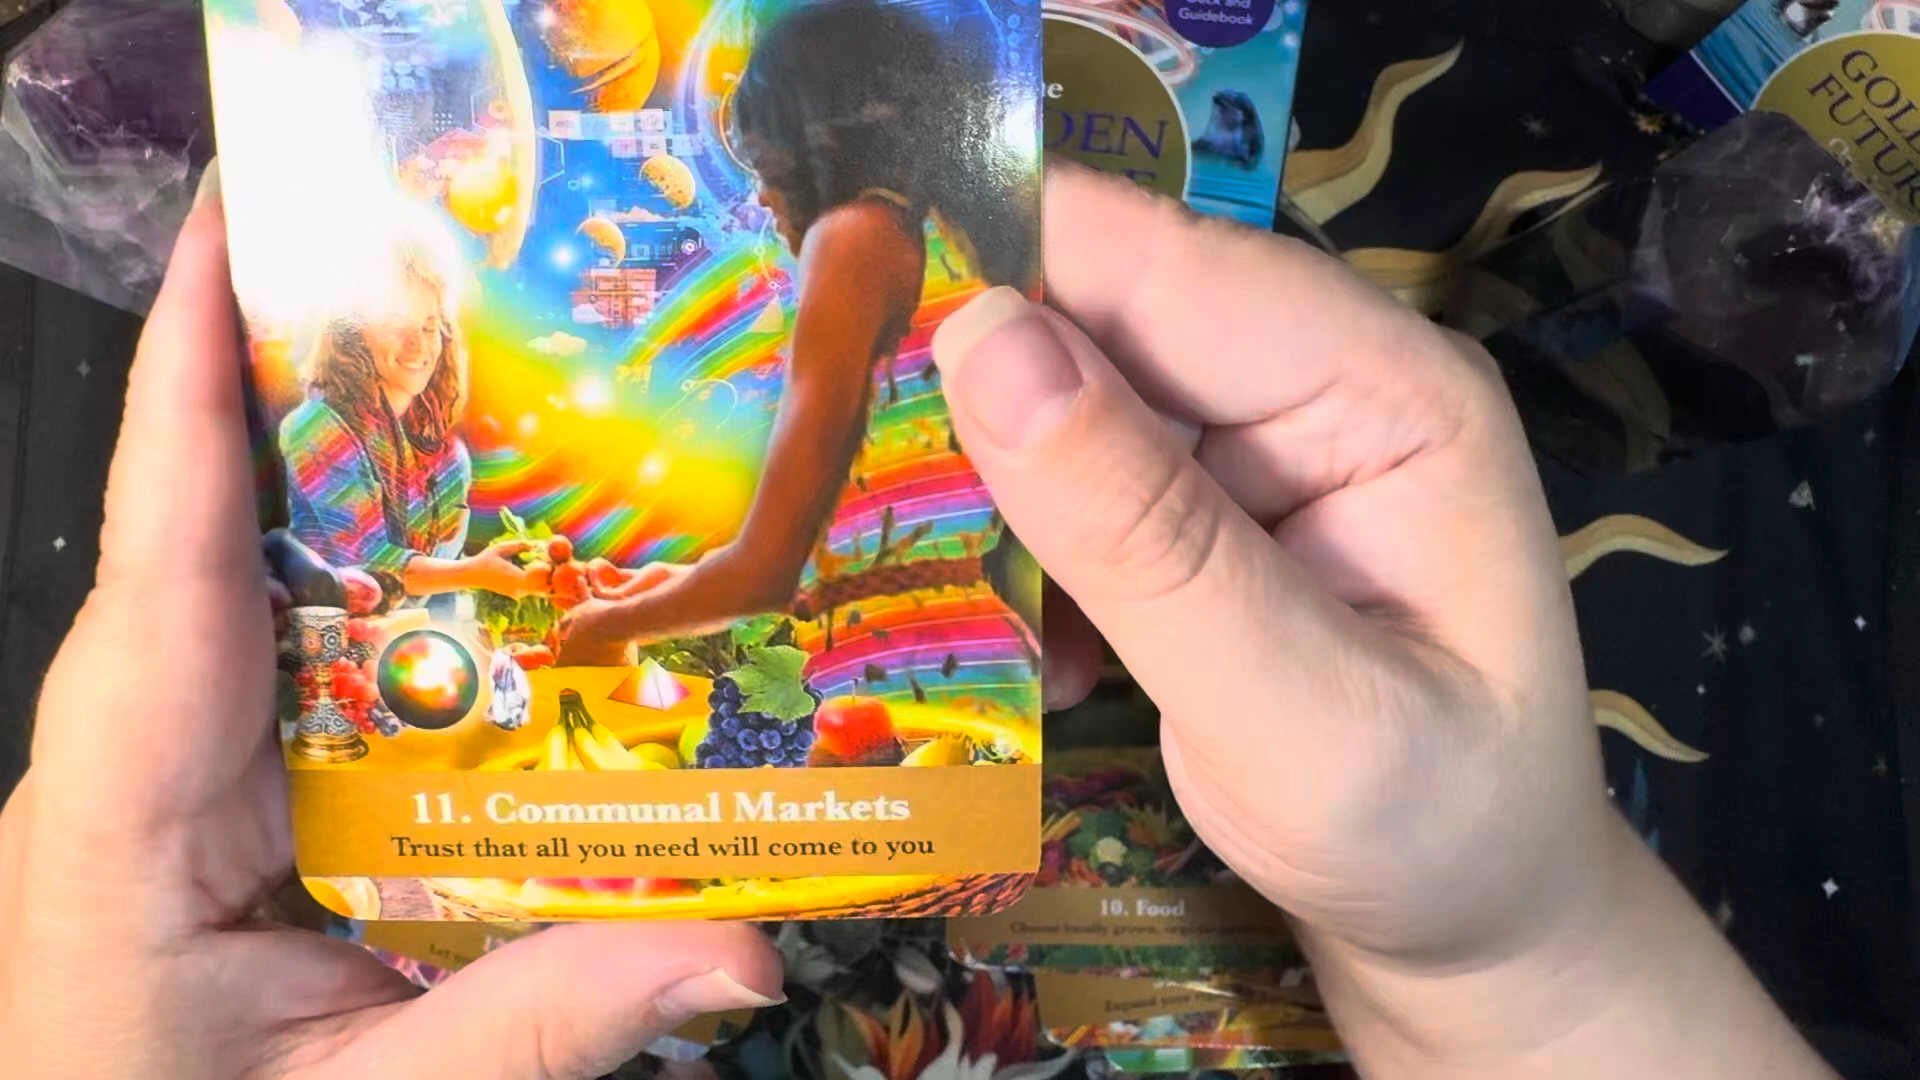 Deck and
Guidebook
DEN
GOL
FUTUR
11. Communal Markets
Trust that all you need will come to you
10. Food
Choose locally grown, organic
Expand your